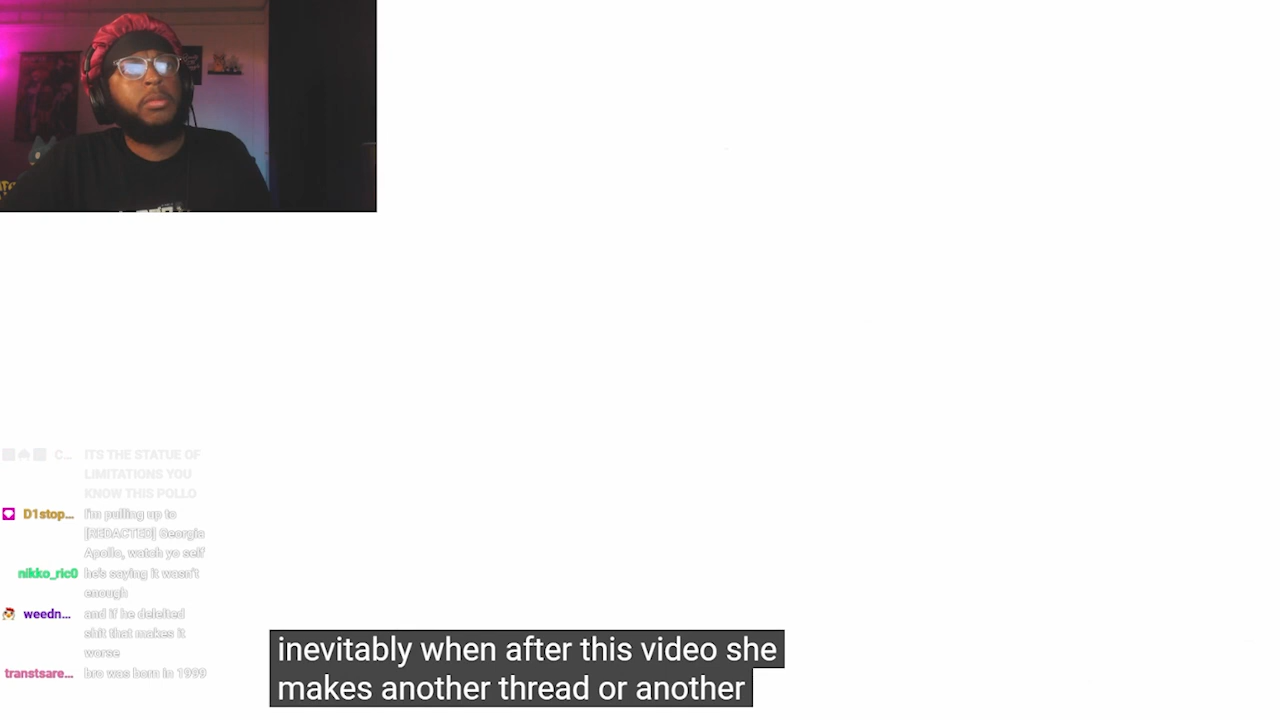 C... ITS THE STATUE OF
LIMITATIONS YOU
KNOW THIS POLLO
D1stop... I'm pulling up to
[REDACTED] Georgia
Apollo, watch yo self
nikko_ric0 he's saying it wasn't
enough
weedn... and if he deleited
shit that makes it
worse
transtsare... bro was born in 1999
inevitably when after this video she
makes another thread or another